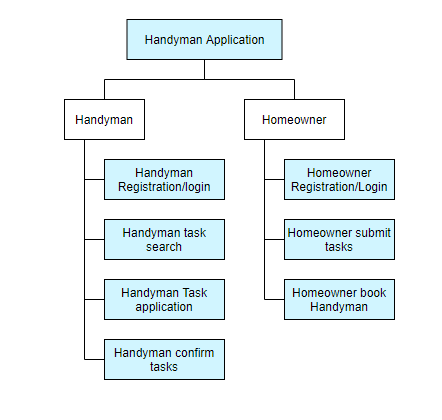 Handyman Application
Handyman
Homeowner
Handyman
Registration/login
Homeowner
Registration/Login
Handyman task
search
Homeowner submit
tasks
Handyman Task
application
Homeowner book
Handyman
Handyman confirm
tasks